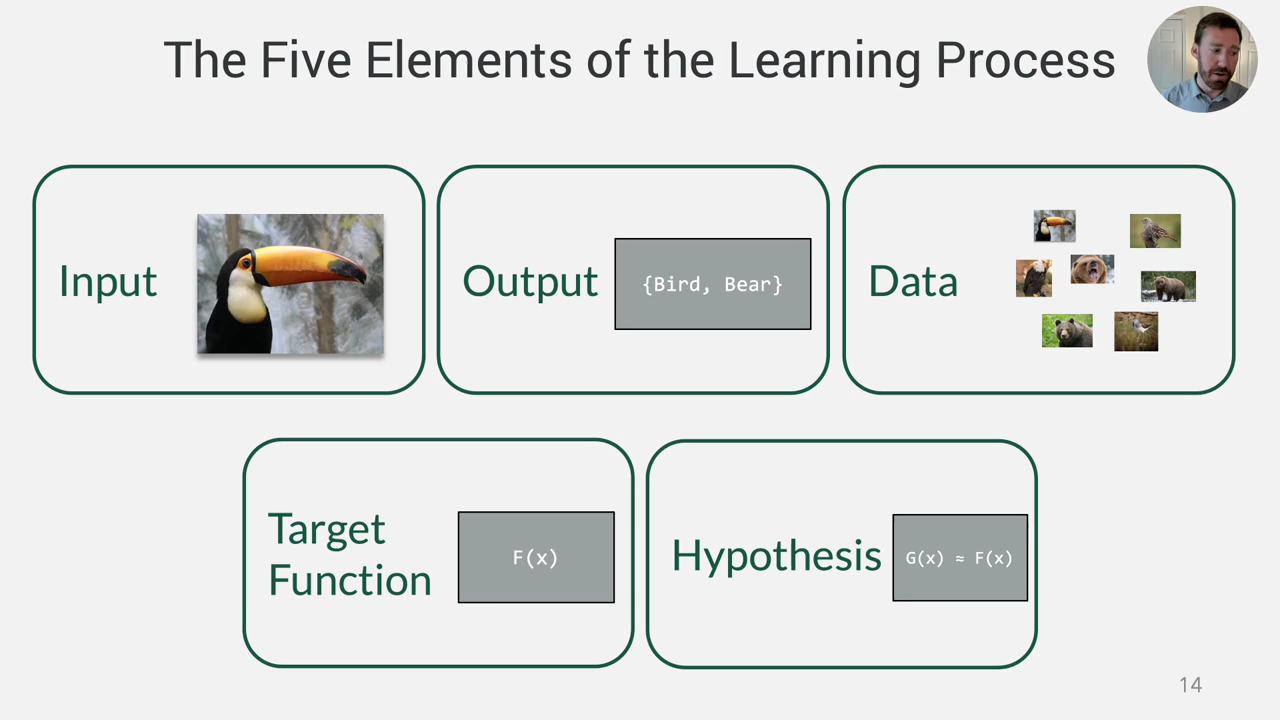 The Five Elements of the Learning Process
Input
Output
{Bird, Bear}
Data
Target
Function
F(x)
Hypothesis
G(x) ≈ F(x)
14